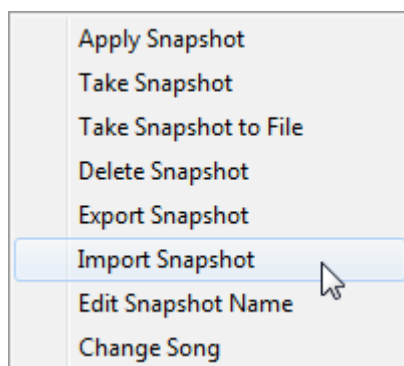 Apply Snapshot
Take Snapshot
Take Snapshot to File
Delete Snapshot
Export Snapshot
Import Snapshot
Edit Snapshot Name
Change Song